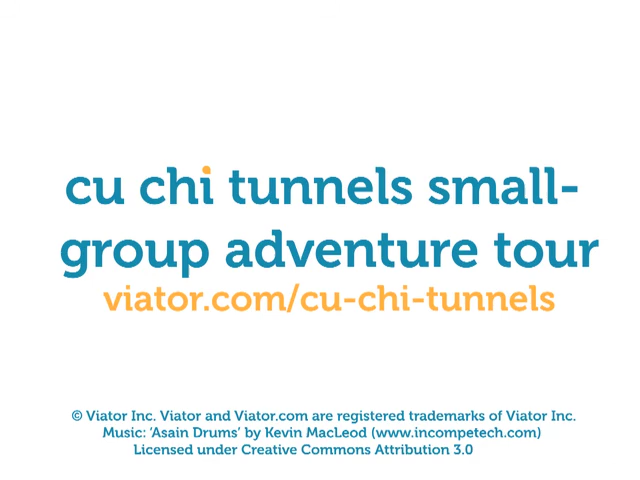 cu chi tunnels small-
group adventure tour
viator.com/cu-chi-tunnels
© Viator Inc. Viator and Viator.com are registered trademarks of Viator Inc.
Music: ‘Asain Drums’ by Kevin MacLeod (www.incompetech.com)
Licensed under Creative Commons Attribution 3.0